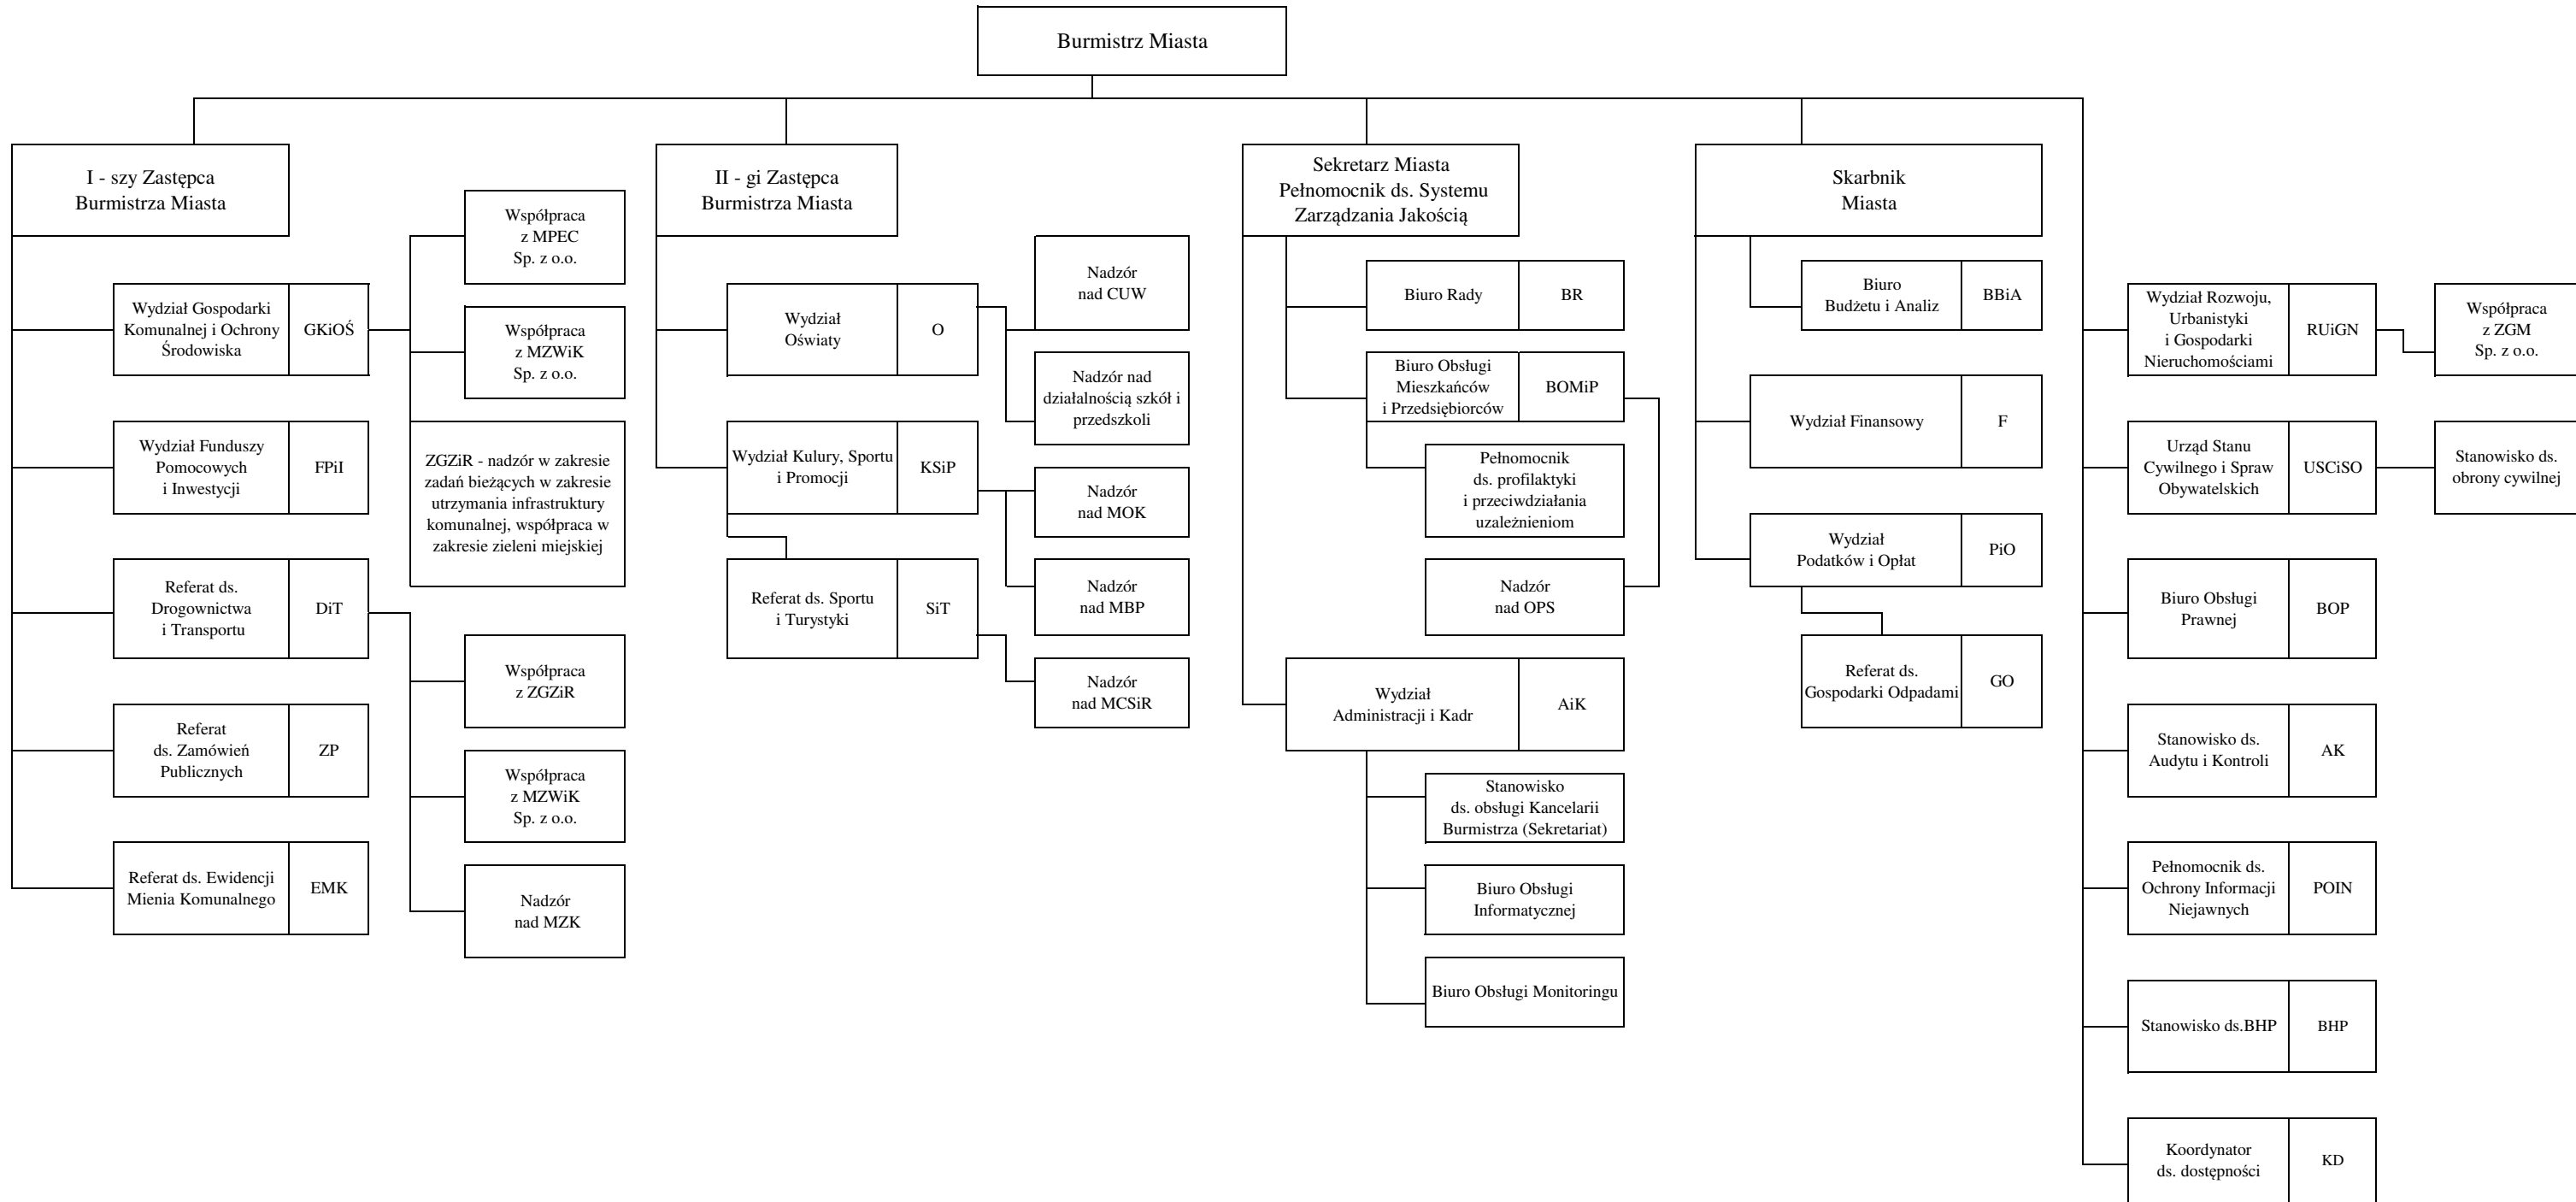 Burmistrz Miasta
I - szy Zastępca
Burmistrza Miasta
Wydział Gospodarki
Komunalnej i Ochrony
Środowiska
GKiOŚ
Współpraca
z MPEC
Sp. z o.o.
Współpraca
z MZWiK
Sp. z o.o.
ZGZiR - nadzór w zakresie
zadań bieżących w zakresie
utrzymania infrastruktury
komunalnej, współpraca w
zakresie zieleni miejskiej
Wydział Funduszy
Pomocowych
i Inwestycji
FPiI
Referat ds.
Drogownictwa
i Transportu
DiT
Współpraca
z ZGZiR
Współpraca
z MZWiK
Sp. z o.o.
Nadzór
nad MZK
Referat
ds. Zamówień
Publicznych
ZP
Referat ds. Ewidencji
Mienia Komunalnego
EMK
II - gi Zastępca
Burmistrza Miasta
Wydział
Oświaty
O
Nadzór
nad CUW
Nadzór nad
działalnością szkół i
przedszkoli
Wydział Kulury, Sportu
i Promocji
KSiP
Nadzór
nad MOK
Nadzór
nad MBP
Referat ds. Sportu
i Turystyki
SiT
Nadzór
nad MCSiR
Sekretarz Miasta
Pełnomocnik ds. Systemu
Zarządzania Jakością
Biuro Rady
BR
Biuro Obsługi
Mieszkańców
i Przedsiębiorców
BOMiP
Pełnomocnik
ds. profilaktyki
i przeciwdziałania
uzależnieniom
Nadzór
nad OPS
Wydział
Administracji i Kadr
AiK
Stanowisko
ds. obsługi Kancelarii
Burmistrza (Sekretariat)
Biuro Obsługi
Informatycznej
Biuro Obsługi Monitoringu
Skarbnik
Miasta
Biuro
Budżetu i Analiz
BBiA
Wydział Finansowy
F
Wydział
Podatków i Opłat
PiO
Referat ds.
Gospodarki Odpadami
GO
Wydział Rozwoju,
Urbanistyki
i Gospodarki
Nieruchomościami
RUiGN
Współpraca
z ZGM
Sp. z o.o.
Urząd Stanu
Cywilnego i Spraw
Obywatelskich
USCiSO
Stanowisko ds.
obrony cywilnej
Biuro Obsługi
Prawnej
BOP
Stanowisko ds.
Audytu i Kontroli
AK
Pełnomocnik ds.
Ochrony Informacji
Niejawnych
POIN
Stanowisko ds.BHP
BHP
Koordynator
ds. dostępności
KD